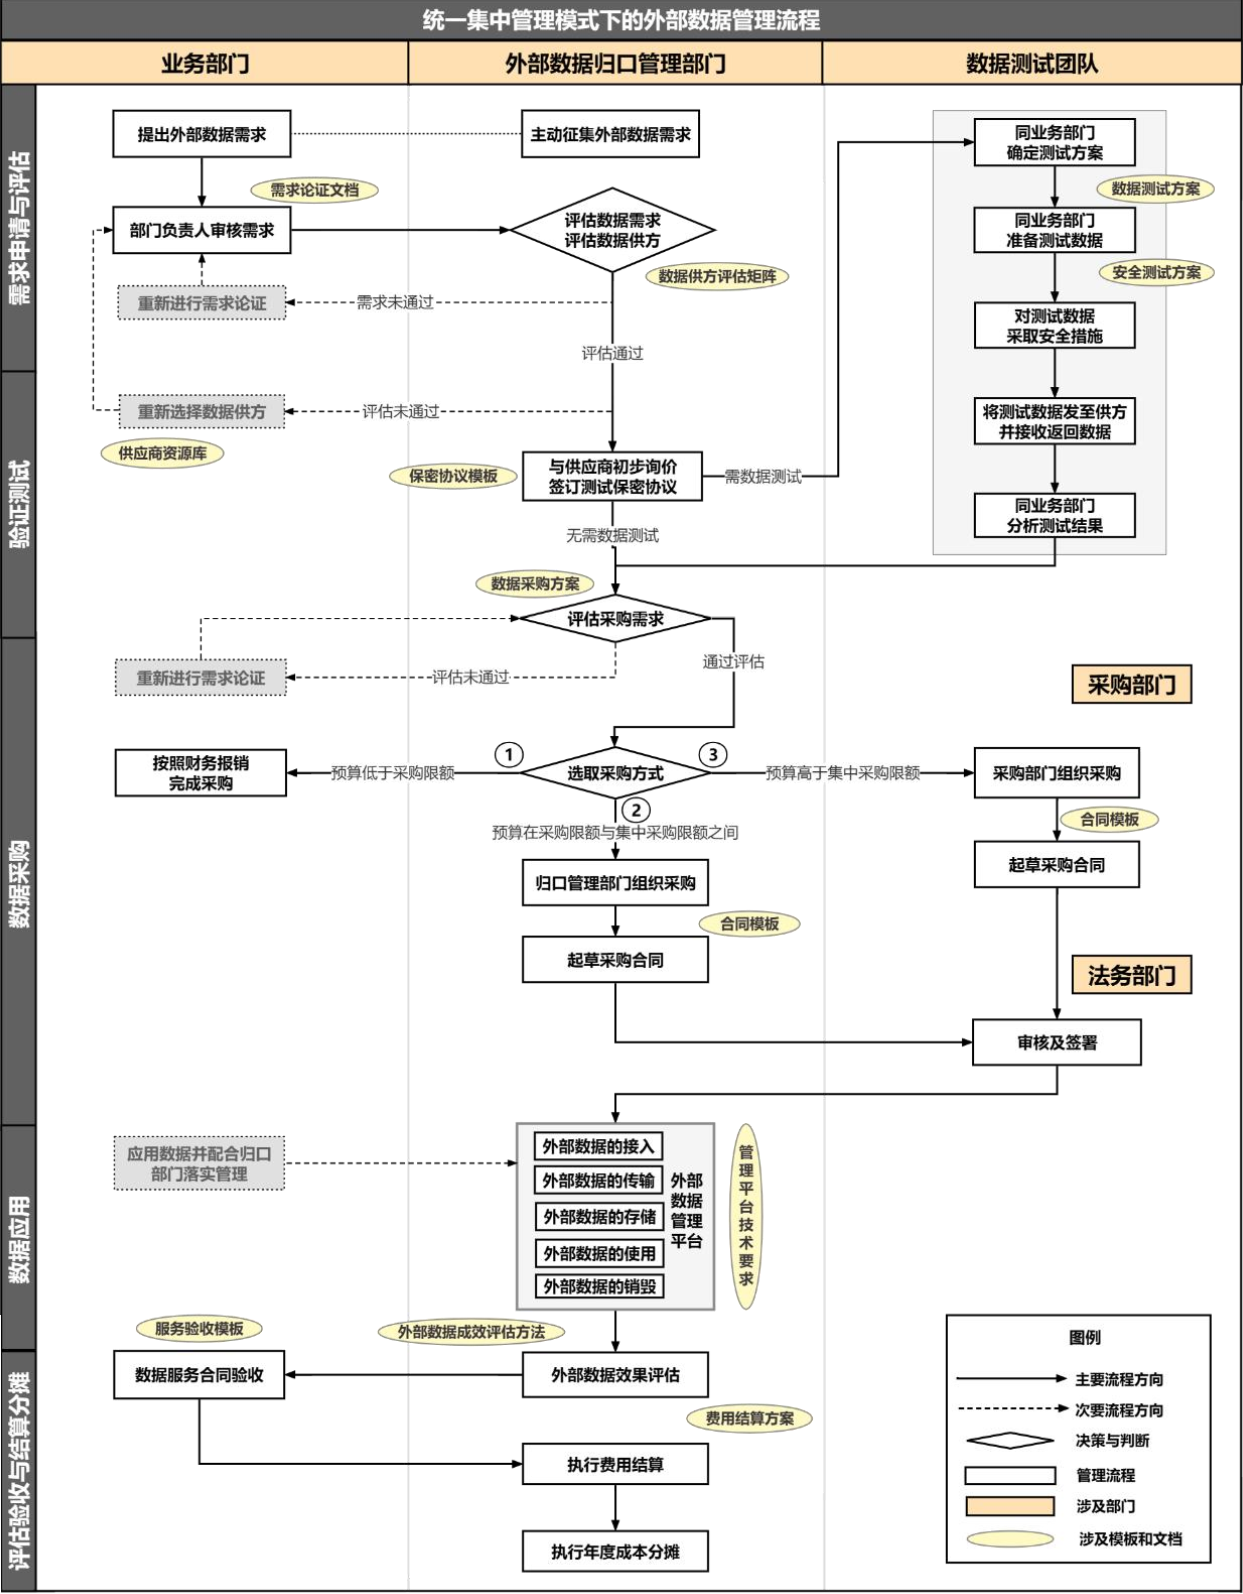 统一集中管理模式下的外部数据管理流程
业务部门
外部数据归口管理部门
数据测试团队
需求申请与评估
提出外部数据需求
主动征集外部数据需求
需求论证文档
部门负责人审核需求
评估数据需求
评估数据供方
数据供方评估矩阵
重新进行需求论证
需求未通过
评估通过
同业务部门
确定测试方案
数据测试方案
同业务部门
准备测试数据
安全测试方案
对测试数据
采取安全措施
将测试数据发至供方
并接收返回数据
同业务部门
分析测试结果
验证测试
重新选择数据供方
评估未通过
供应商资源库
保密协议模板
与供应商初步询价
签订测试保密协议
需数据测试
无需数据测试
数据采购方案
评估采购需求
数据采购
重新进行需求论证
评估未通过
通过评估
采购部门
按照财务报销
完成采购
预算低于采购限额
1
选取采购方式
3
预算高于集中采购限额
采购部门组织采购
2
预算在采购限额与集中采购限额之间
合同模板
归口管理部门组织采购
起草采购合同
合同模板
起草采购合同
法务部门
审核及签署
数据应用
应用数据并配合归口
部门落实管理
外部数据的接入
外部数据的传输
外部数据的存储
外部数据的使用
外部数据的销毁
外部
数据
管理
平台
管
理
平
台
技
术
要
求
服务验收模板
外部数据成效评估方法
评估验收与结算分摊
数据服务合同验收
外部数据效果评估
费用结算方案
执行费用结算
执行年度成本分摊
图例
主要流程方向
次要流程方向
决策与判断
管理流程
涉及部门
涉及模板和文档